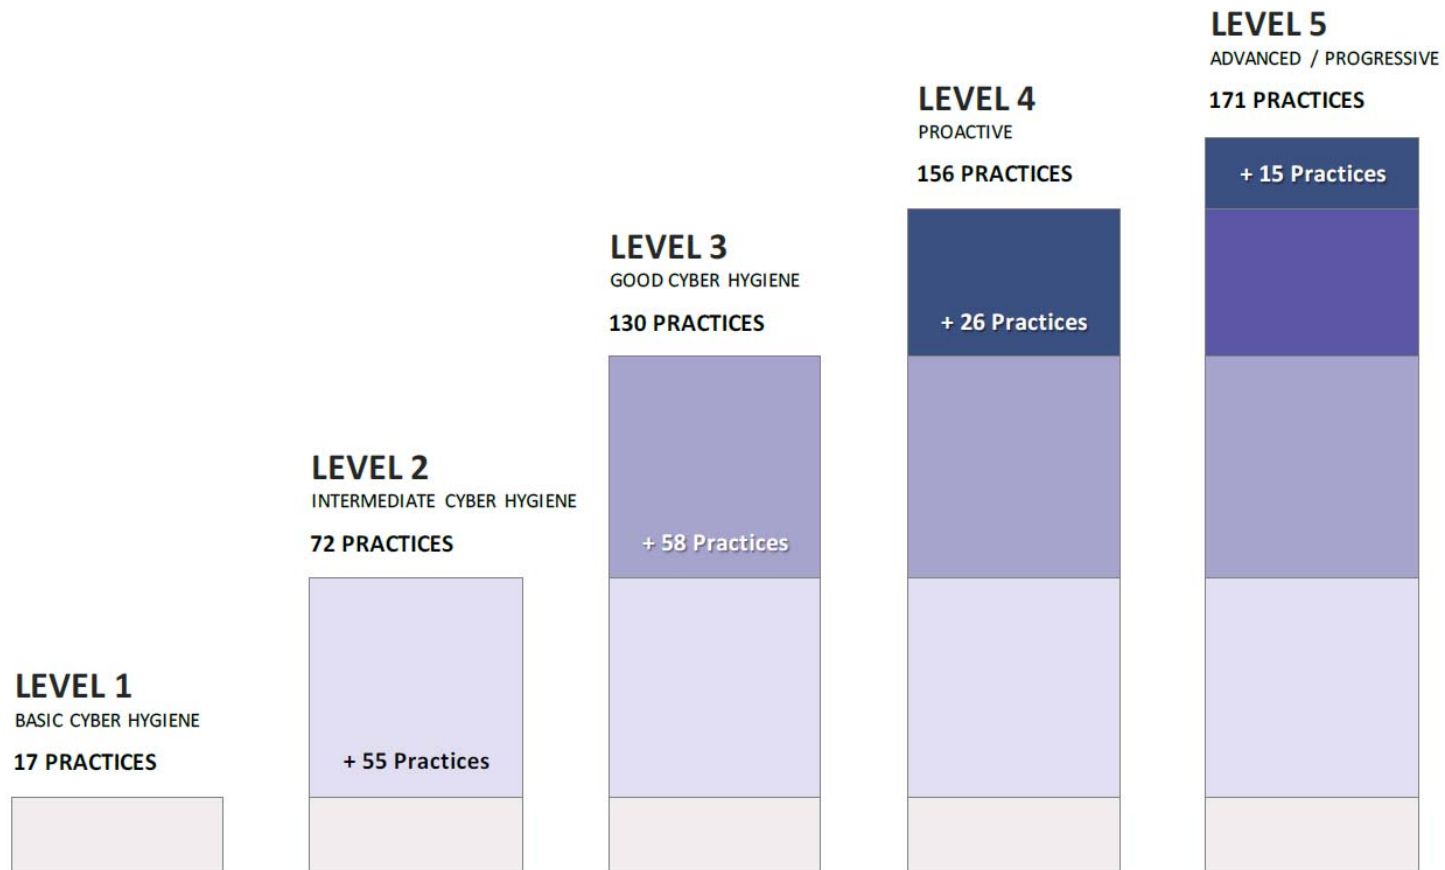 LEVEL 1
BASIC CYBER HYGIENE
17 PRACTICES
LEVEL 2
INTERMEDIATE CYBER HYGIENE
72 PRACTICES
+ 55 Practices
LEVEL 3
GOOD CYBER HYGIENE
130 PRACTICES
+ 58 Practices
LEVEL 4
PROACTIVE
156 PRACTICES
+ 26 Practices
LEVEL 5
ADVANCED / PROGRESSIVE
171 PRACTICES
+ 15 Practices